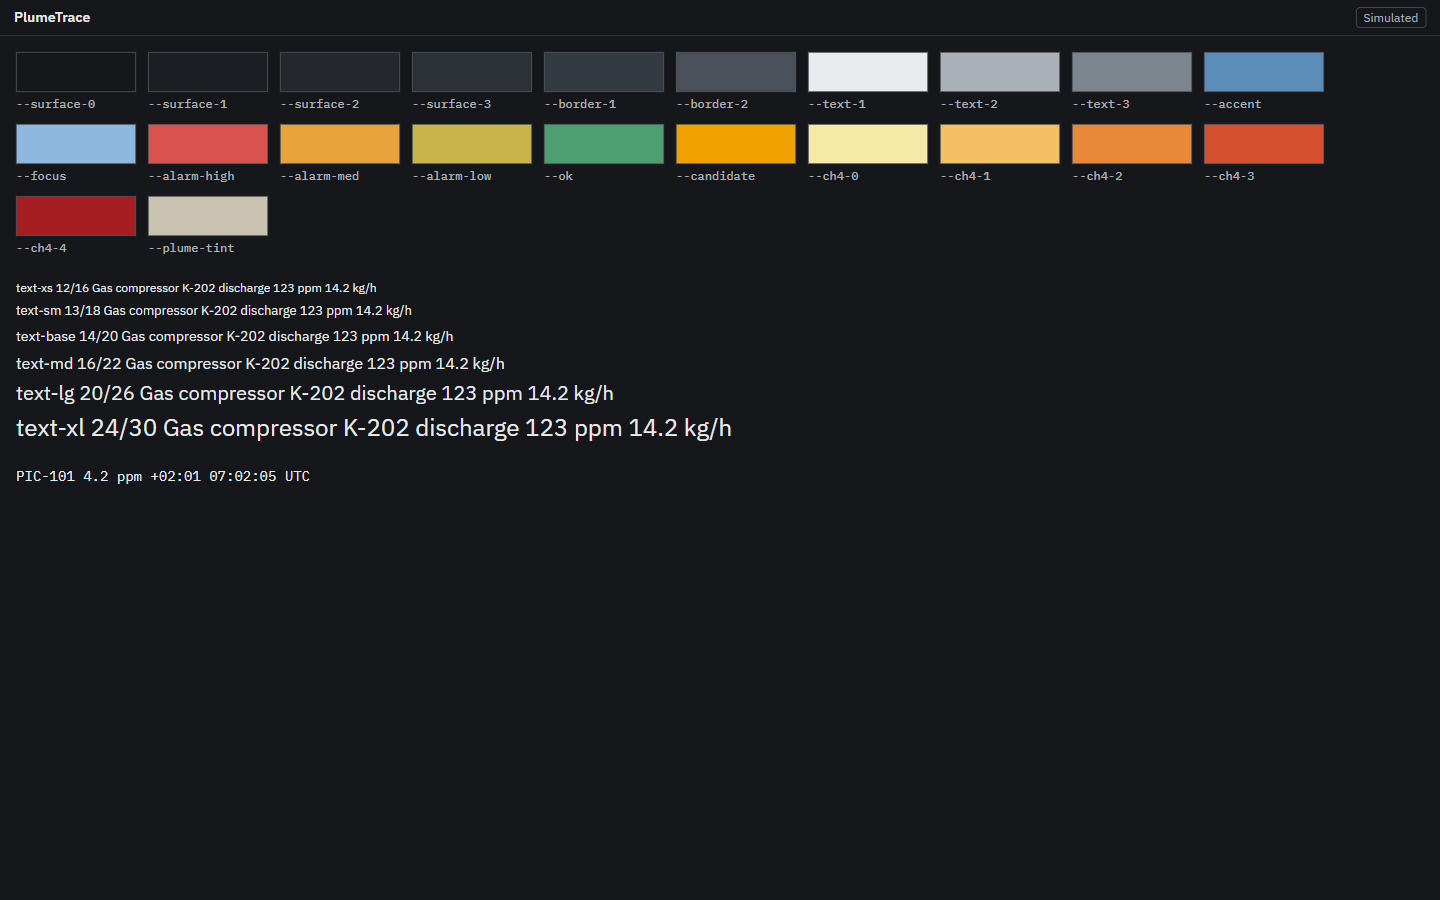 PlumeTrace
Simulated
--surface-0 --surface-1 --surface-2 --surface-3 --border-1 --border-2 --text-1 --text-2 --text-3 --accent
--focus --alarm-high --alarm-med --alarm-low --ok --candidate --ch4-0 --ch4-1 --ch4-2 --ch4-3
--ch4-4 --plume-tint
text-xs 12/16 Gas compressor K-202 discharge 123 ppm 14.2 kg/h
text-sm 13/18 Gas compressor K-202 discharge 123 ppm 14.2 kg/h
text-base 14/20 Gas compressor K-202 discharge 123 ppm 14.2 kg/h
text-md 16/22 Gas compressor K-202 discharge 123 ppm 14.2 kg/h
text-lg 20/26 Gas compressor K-202 discharge 123 ppm 14.2 kg/h
text-xl 24/30 Gas compressor K-202 discharge 123 ppm 14.2 kg/h
PIC-101 4.2 ppm +02:01 07:02:05 UTC